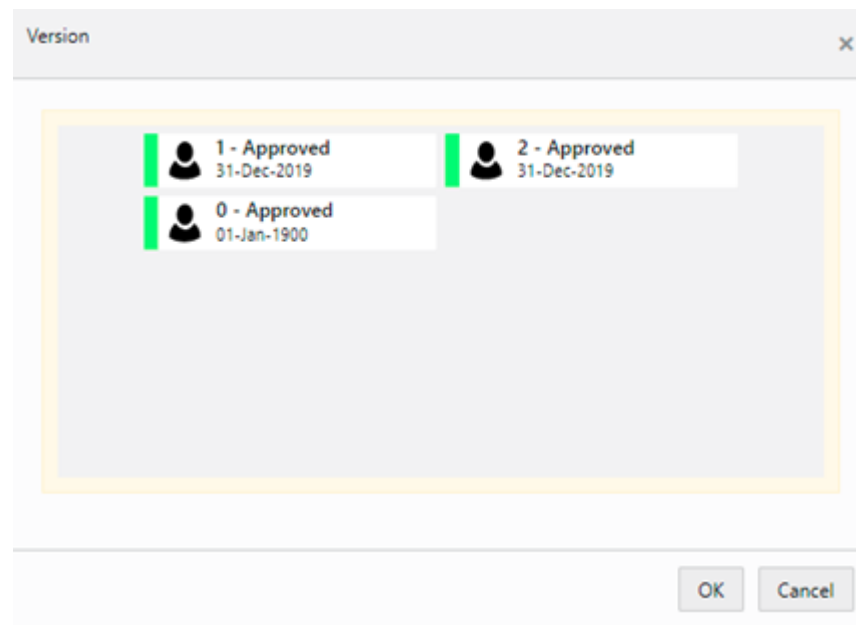 Version
×
1 - Approved
31-Dec-2019
2 - Approved
31-Dec-2019
0 - Approved
01-Jan-1900
OK
Cancel